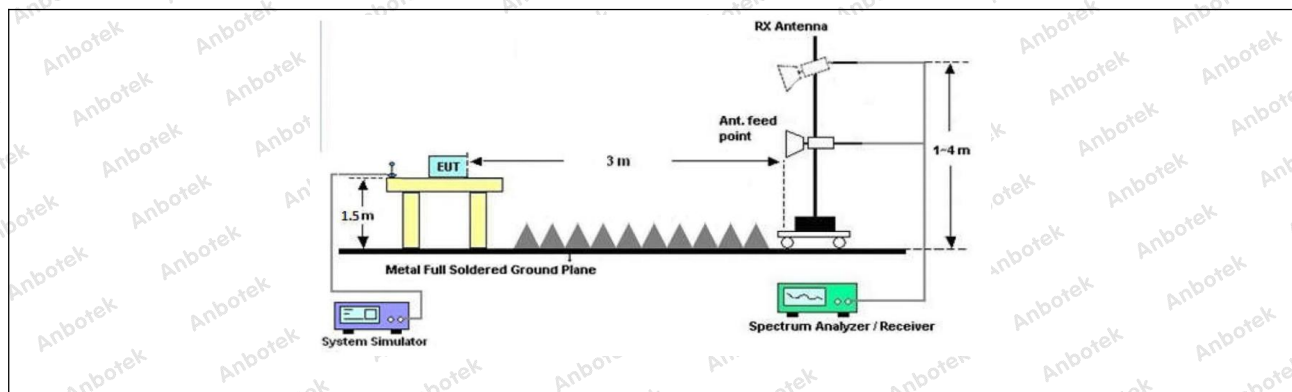 RX Antenna
Ant. feed
point
EUT
3 m
1~4 m
1.5 m
Metal Full Soldered Ground Plane
System Simulator
Spectrum Analyzer / Receiver
Anbotek